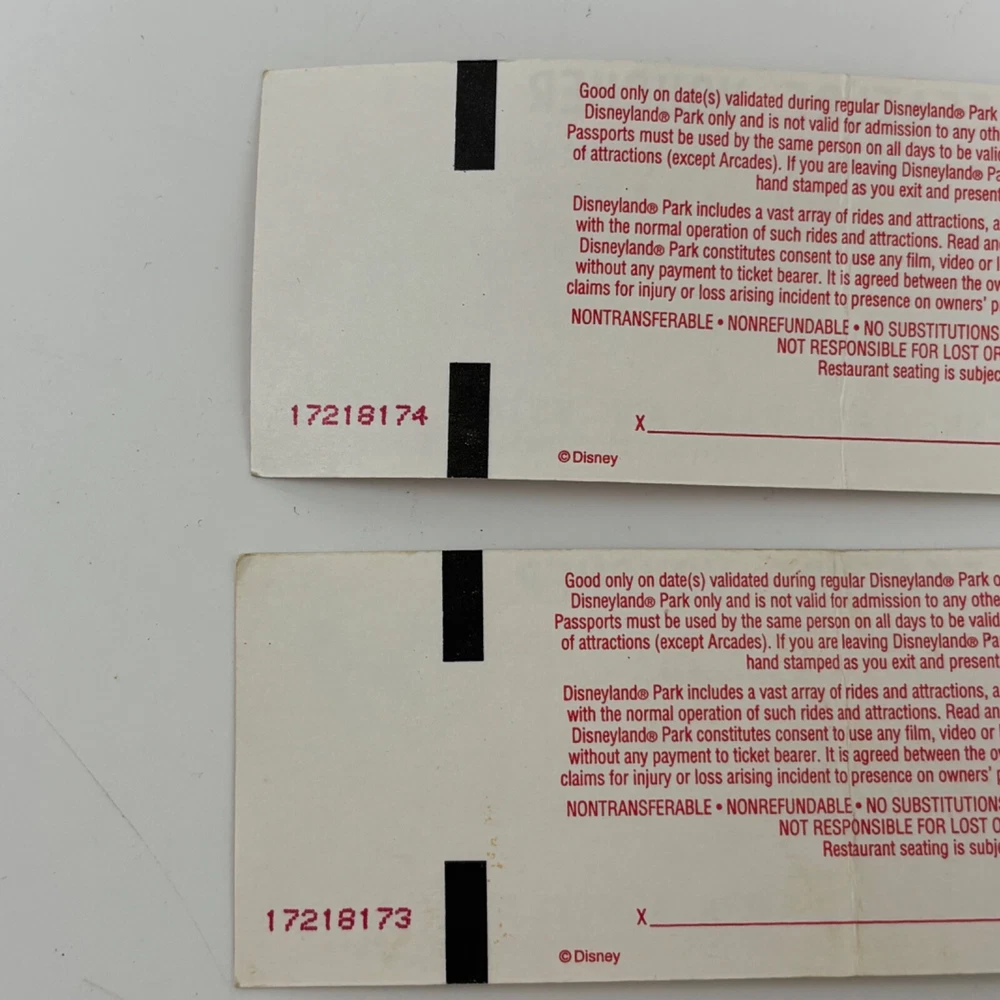 Good only on date(s) validated during regular Disneyland® Park
Disneyland® Park only and is not valid for admission to any oth
Passports must be used by the same person on all days to be valid
of attractions (except Arcades). If you are leaving Disneyland® Pa
hand stamped as you exit and present
Disneyland® Park includes a vast array of rides and attractions, a
with the normal operation of such rides and attractions. Read an
Disneyland® Park constitutes consent to use any film, video or
without any payment to ticket bearer. It is agreed between the ow
claims for injury or loss arising incident to presence on owners' p
NONTRANSFERABLE • NONREFUNDABLE • NO SUBSTITUTIONS
NOT RESPONSIBLE FOR LOST OR
Restaurant seating is subjec
17218174
X
© Disney
Good only on date(s) validated during regular Disneyland® Park o
Disneyland® Park only and is not valid for admission to any othe
Passports must be used by the same person on all days to be valid
of attractions (except Arcades). If you are leaving Disneyland® Pa
hand stamped as you exit and present
Disneyland® Park includes a vast array of rides and attractions, a
with the normal operation of such rides and attractions. Read an
Disneyland® Park constitutes consent to use any film, video or
without any payment to ticket bearer. It is agreed between the o
claims for injury or loss arising incident to presence on owners' p
NONTRANSFERABLE • NONREFUNDABLE • NO SUBSTITUTIONS
NOT RESPONSIBLE FOR LOST O
Restaurant seating is subje
17218173
X
© Disney